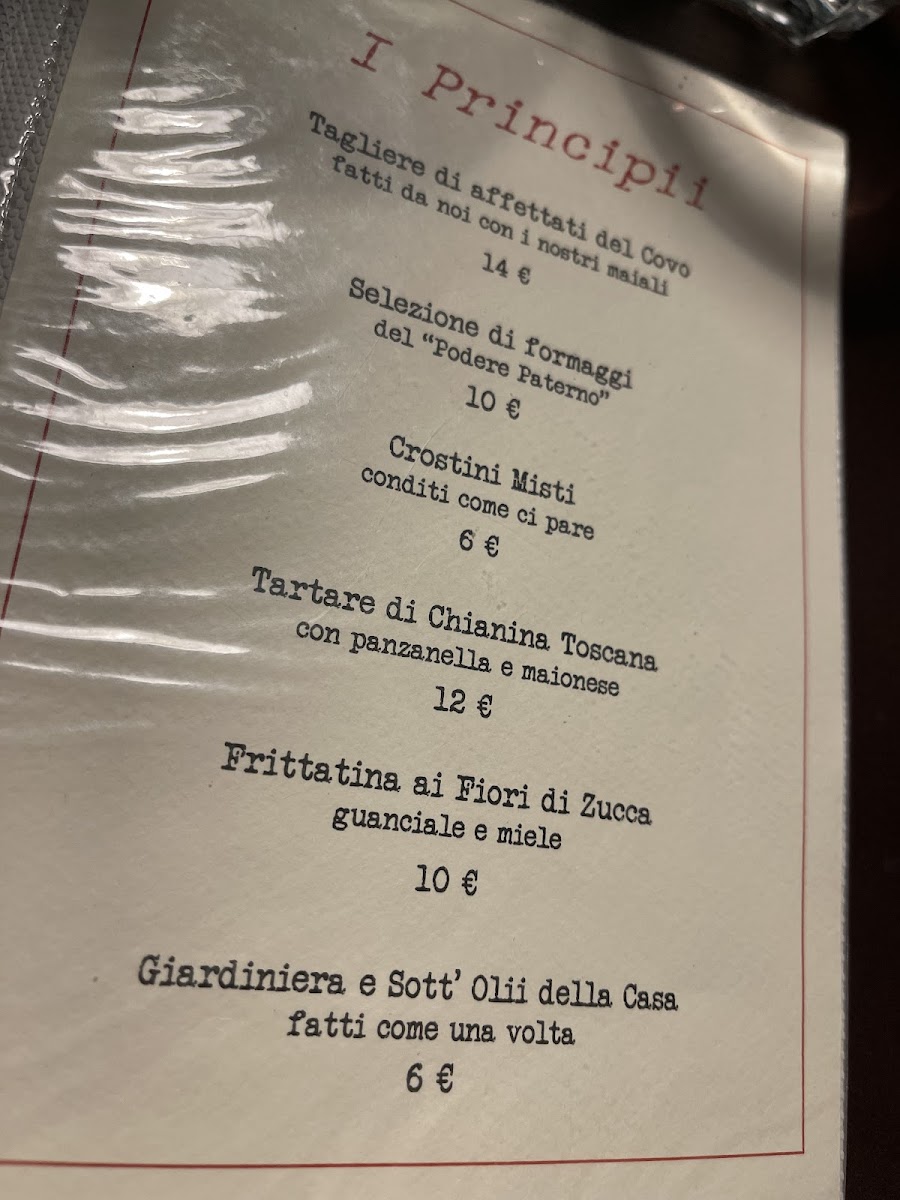 I Principii
Tagliere di affettati del Covo
fatti da noi con i nostri maiali
14 €
Selezione di formaggi
del “Podere Paterno”
10 €
Crostini Misti
conditi come ci pare
6 €
Tartare di Chianina Toscana
con panzanella e maionese
12 €
Frittatina ai Fiori di Zucca
guanciale e miele
10 €
Giardiniera e Sott’ Olii della Casa
fatti come una volta
6 €